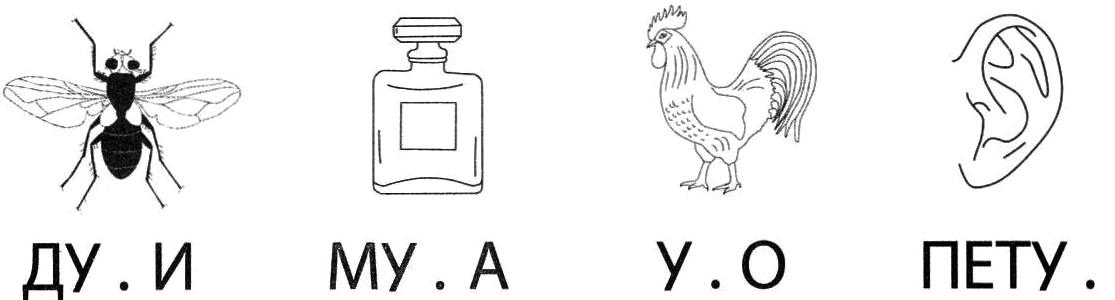 ДУ . И МУ . А У . О ПЕТУ .